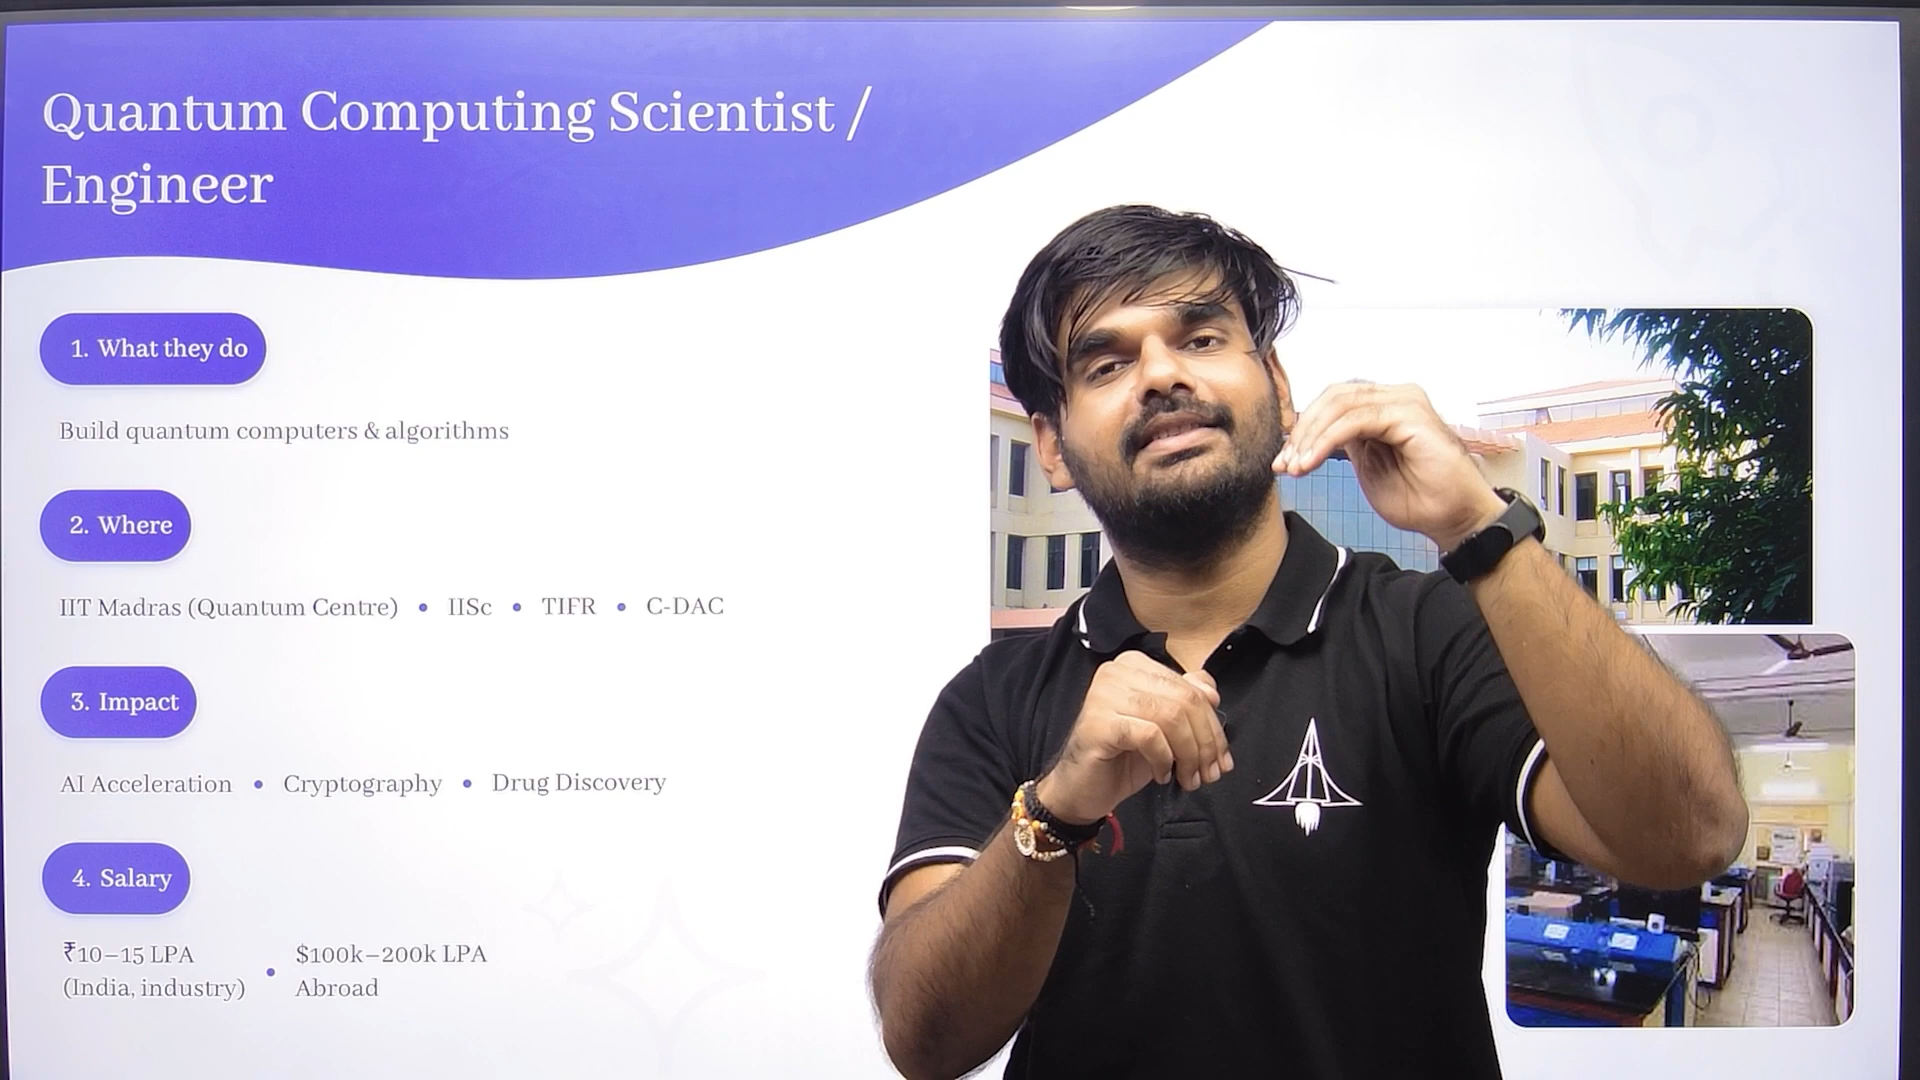 Quantum Computing Scientist /
Engineer
1. What they do
Build quantum computers & algorithms
2. Where
IIT Madras (Quantum Centre) • IISc • TIFR • C-DAC
3. Impact
AI Acceleration • Cryptography • Drug Discovery
4. Salary
₹10–15 LPA
(India, industry)
• $100k–200k LPA
Abroad